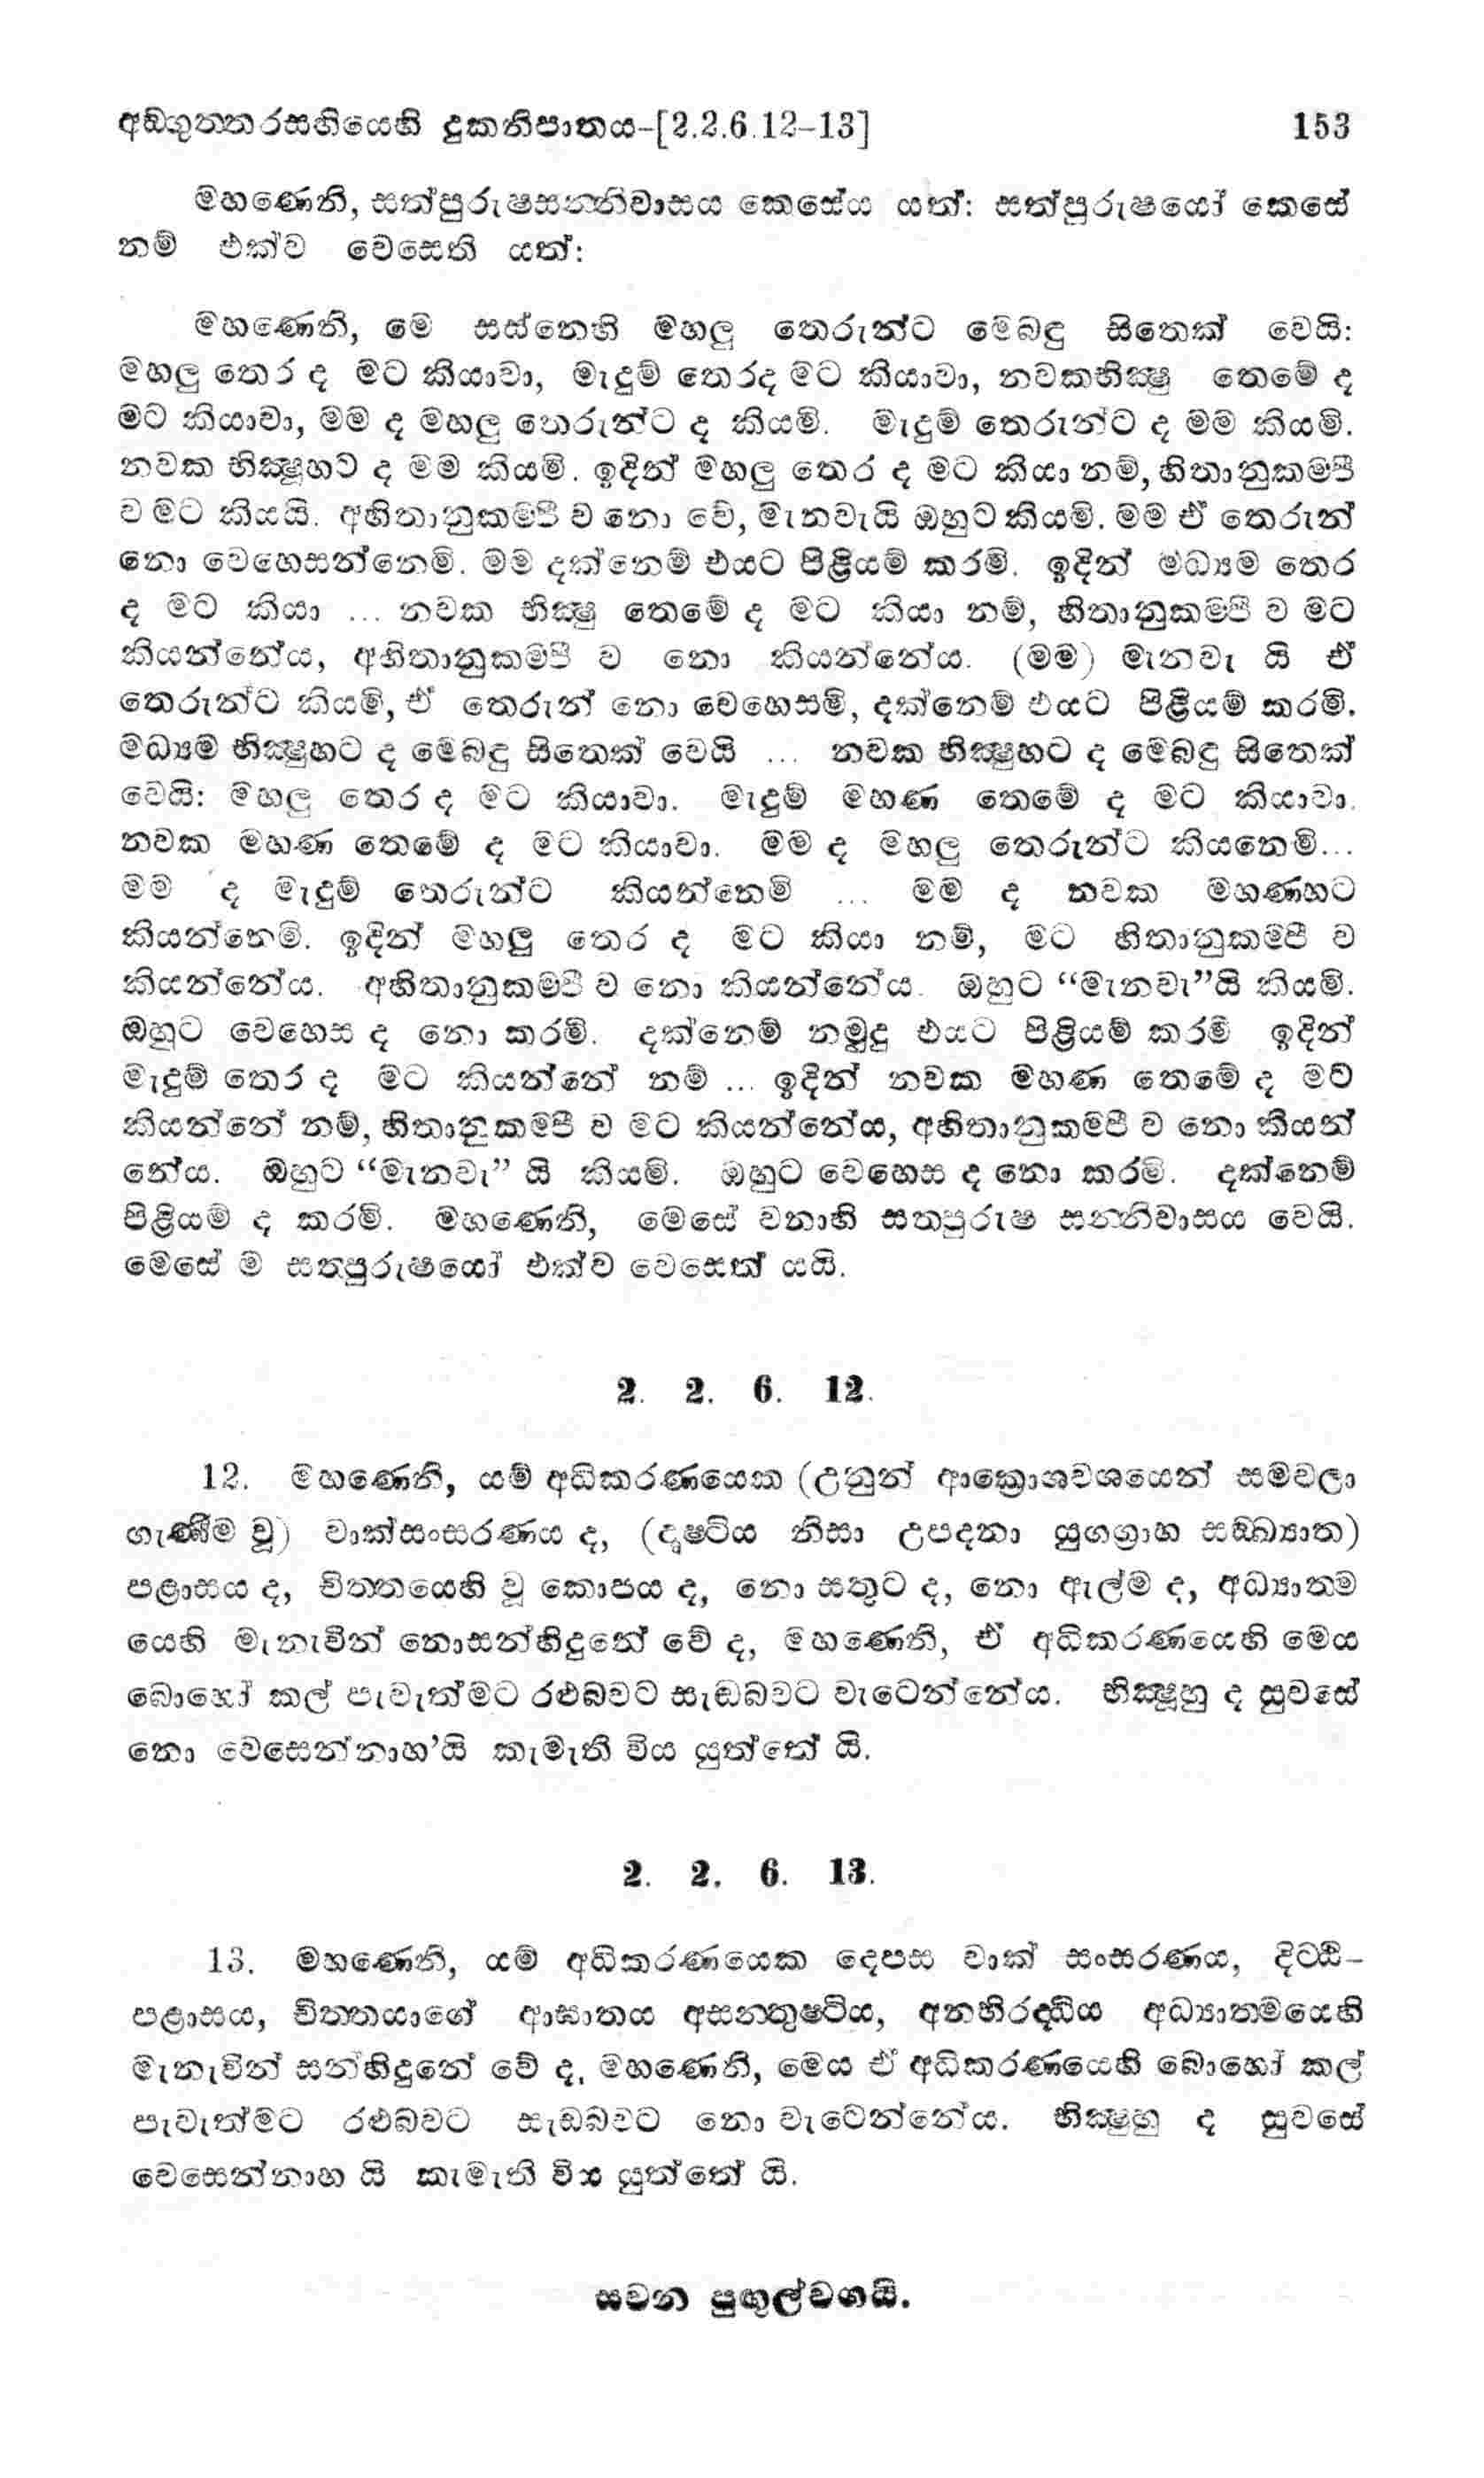 අඞ්ගුත්තරසඟියෙහි දුකනිපාතය-[2.2.6.12-13] 153
මහණෙනි, සත්පුරුෂසන්නිවාසය කෙසේය යත්: සත්පුරුෂයෝ කෙසේ
නම් එක්ව වෙසෙති යත්:
මහණෙනි, මේ සස්නෙහි මහලු තෙරුන්ට මෙබඳු සිතෙක් වෙයි:
මහලු තෙර ද මට කියාවා, මැදුම් තෙරද මට කියාවා, නවකභික්ෂු තෙමේ ද
මට කියාවා, මම ද මහලු තෙරුන්ට ද කියමි. මැදුම් තෙරුන්ට ද මම කියමි.
නවක භික්ෂූහට ද මම කියමි. ඉදින් මහලු තෙර ද මට කියා නම්, හිතානුකම්පී
ව මට කියයි. අහිතානුකම්පී ව නො වේ, මැනවැයි ඔහුට කියමි. මම ඒ තෙරුන්
නො වෙහෙසන්නෙමි. මම දක්නෙම් එයට පිළියම් කරමි. ඉදින් මධ්‍යම තෙර
ද මට කියා ... නවක භික්ෂු තෙමේ ද මට කියා නම්, හිතානුකම්පී ව මට
කියන්නේය, අහිතානුකම්පී ව නො කියන්නේය. (මම) මැනවැ යි ඒ
තෙරුන්ට කියමි, ඒ තෙරුන් නො වෙහෙසමි, දක්නෙම් එයට පිළියම් කරමි.
මධ්‍යම භික්ෂුහට ද මෙබඳු සිතෙක් වෙයි ... නවක භික්ෂුහට ද මෙබඳු සිතෙක්
වෙයි: මහලු තෙර ද මට කියාවා. මැදුම් මහණ තෙමේ ද මට කියාවා.
නවක මහණ තෙමේ ද මට කියාවා. මම ද මහලු තෙරුන්ට කියනෙමි...
මම ද මැදුම් තෙරුන්ට කියන්නෙමි ... මම ද නවක මහණහට
කියන්නෙමි. ඉදින් මහලු තෙර ද මට කියා නම්, මට හිතානුකම්පී ව
කියන්නේය. අහිතානුකම්පී ව නො කියන්නේය. ඔහුට “මැනවැ”යි කියමි.
ඔහුට වෙහෙස ද නො කරමි. දක්නෙම් නමුදු එයට පිළියම් කරමි ඉදින්
මැදුම් තෙර ද මට කියන්නේ නම් ... ඉදින් නවක මහණ තෙමේ ද මට
කියන්නේ නම්, හිතානුකම්පී ව මට කියන්නේය, අහිතානුකම්පී ව නො කියන්
නේය. ඔහුට “මැනවැ” යි කියමි. ඔහුට වෙහෙස ද නො කරමි. දක්නෙම්
පිළියම් ද කරමි. මහණෙනි, මෙසේ වනාහි සත්පුරුෂ සන්නිවාසය වෙයි.
මෙසේ ම සත්පුරුෂයෝ එක්ව වෙසෙත් යයි.
2. 2. 6. 12.
12. මහණෙනි, යම් අධිකරණයෙක (උනුන් ආක්‍රොශවශයෙන් සමවලා
ගැණීම් වූ) වාක්සංසරණය ද, (දෘෂ්ටිය නිසා උපදනා යුගග්‍රාහ සඞ්ඛ්‍යාත)
පළාසය ද, චිත්තයෙහි වූ කොපය ද, නො සතුට ද, නො ඇල්ම ද, අධ්‍යාත්ම
යෙහි මැනැවින් නොසන්හිඳුනේ වේ ද, මහණෙනි, ඒ අධිකරණයෙහි මෙය
බොහෝ කල් පැවැත්මට රළුබවට සැඬබවට වැටෙන්නේය. භික්ෂූහු ද සුවසේ
නො වෙසෙන්නාහ’යි කැමැති විය යුත්තේ යි.
2. 2. 6. 13.
13. මහණෙනි, යම් අධිකරණයෙක දෙපස වාක් සංසරණය, දිට්ඨි-
පළාසය, චිත්තයාගේ ආඝාතය අසන්තුෂ්ටිය, අනභිරද්ධිය අධ්‍යාත්මයෙහි
මැනැවින් සන්හිඳුනේ වේ ද, මහණෙනි, මෙය ඒ අධිකරණයෙහි බොහෝ කල්
පැවැත්මට රළුබවට සැඬබවට නො වැටෙන්නේය. භික්ෂුහු ද සුවසේ
වෙසෙන්නාහ යි කැමැති විය යුත්තේ යි.
සවන පුඟුල්වගයි.